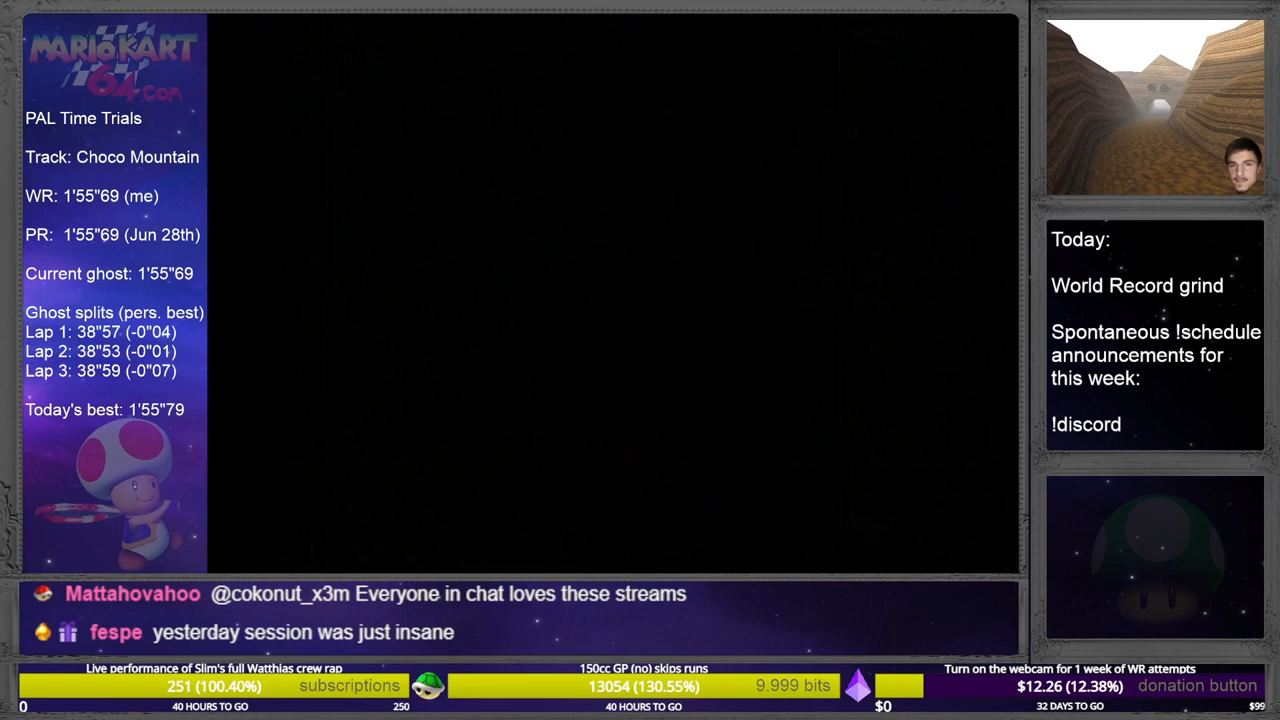 MARIOKART
64.COM
PAL Time Trials
Track: Choco Mountain
WR: 1'55"69 (me)
PR: 1'55"69 (Jun 28th)
Current ghost: 1'55"69
Ghost splits (pers. best)
Lap 1: 38"57 (-0"04)
Lap 2: 38"53 (-0"01)
Lap 3: 38"59 (-0"07)
Today's best: 1'55"79
Today:
World Record grind
Spontaneous !schedule
announcements for
this week:
!discord
Mattahovahoo @cokonut_x3m Everyone in chat loves these streams
fespe yesterday session was just insane
Live performance of Slim's full Watthias crew rap
251 (100.40%) subscriptions
0 40 HOURS TO GO 250
150cc GP (no) skips runs
13054 (130.55%) 9.999 bits
40 HOURS TO GO
Turn on the webcam for 1 week of WR attempts
$12.26 (12.38%) donation button
$0 32 DAYS TO GO $99